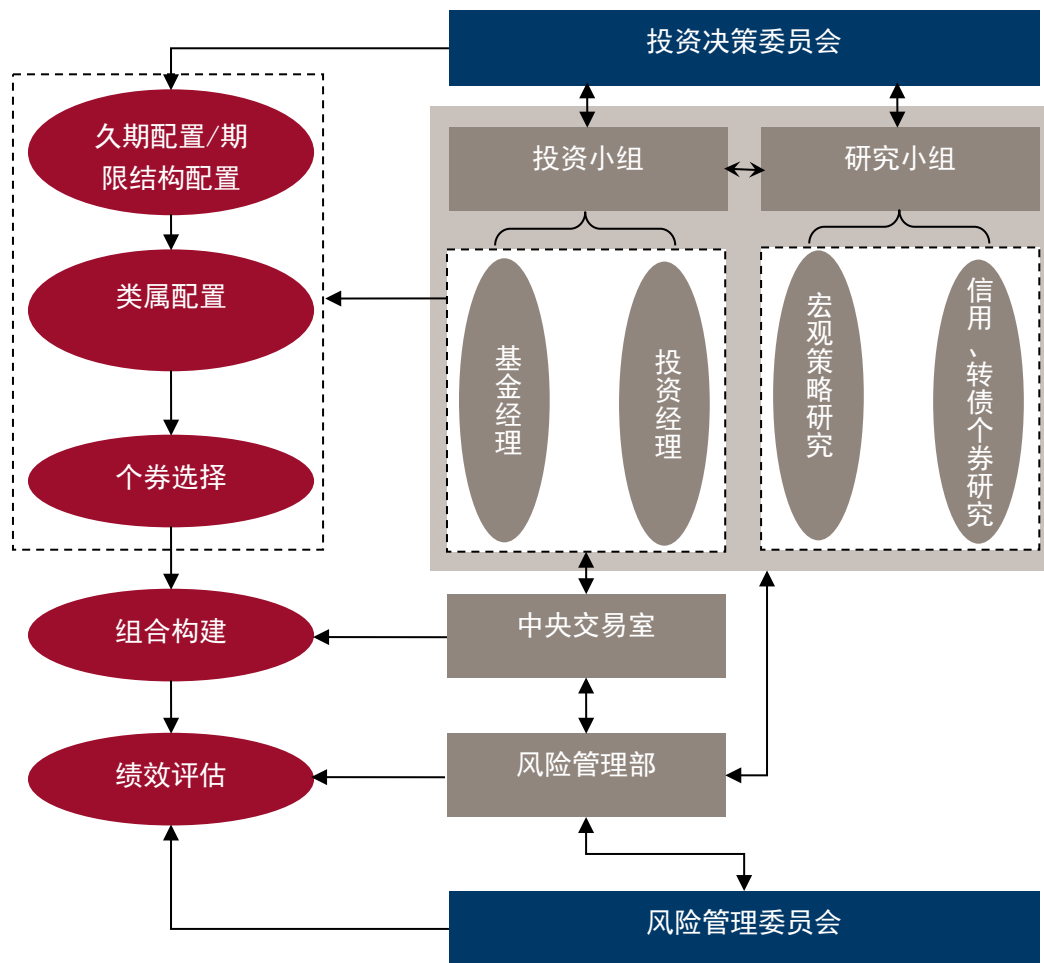 投资决策委员会
久期配置/期
限结构配置
投资小组
研究小组
类属配置
基金经理
投资经理
宏观策略研究
信用、转债个券研究
个券选择
组合构建
中央交易室
绩效评估
风险管理部
风险管理委员会